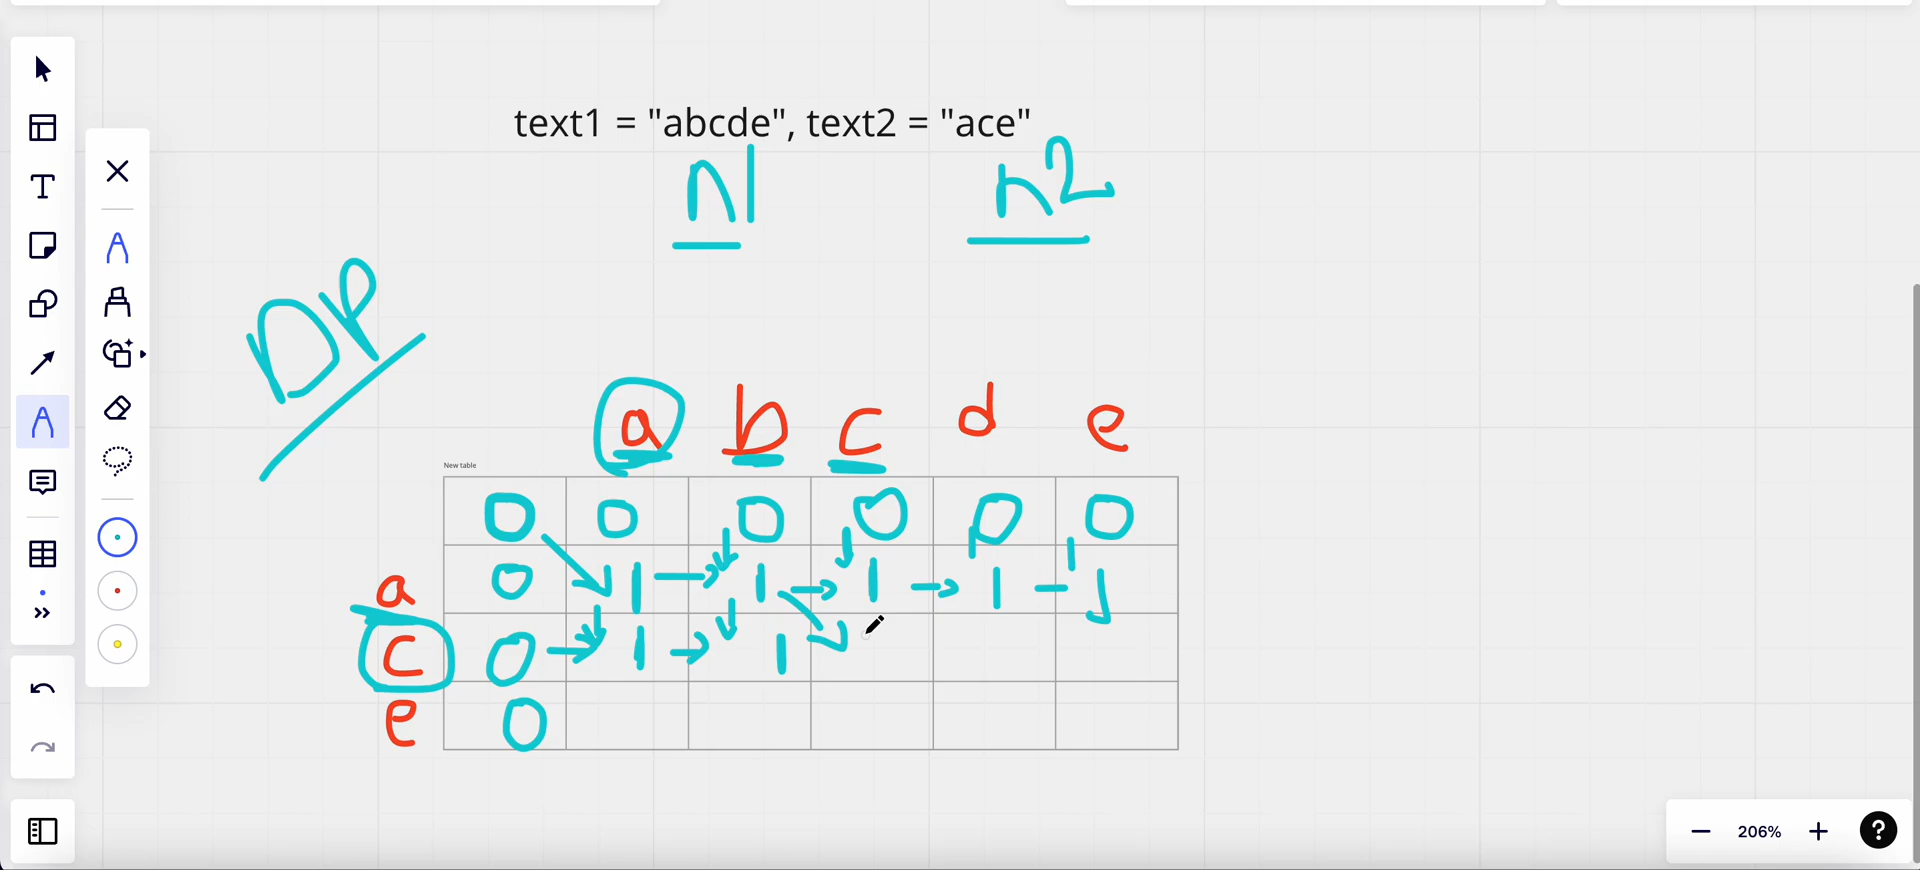 text1 = "abcde", text2 = "ace"
n1 n2
DP
a b c d e
New table
0 0 0 0 0 0
a 0 1 1 1 1 1
c 0 1 1
e 0
T
206%
?